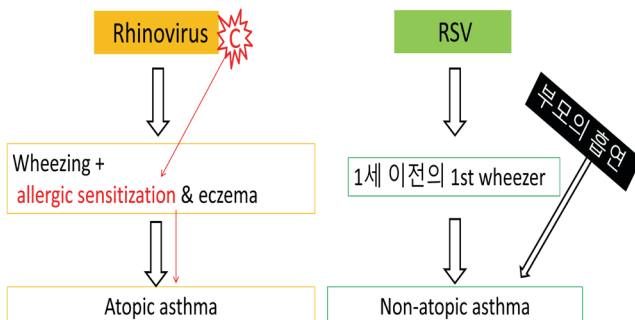 Rhinovirus
C
RSV
부모의 흡연
Wheezing +
allergic sensitization & eczema
1세 이전의 1st wheezer
Atopic asthma
Non-atopic asthma